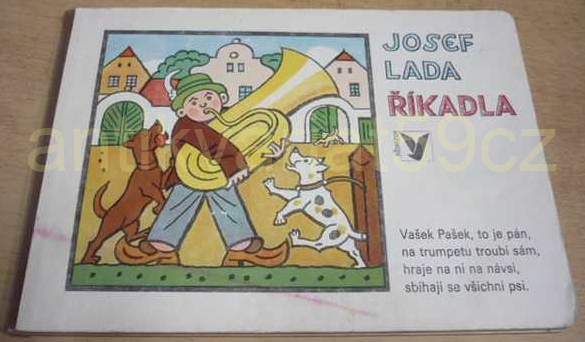 JOSEF
LADA
ŘÍKADLA
Vašek Pašek, to je pán,
na trumpetu troubí sám,
hraje na ni na návsi,
sbíhají se všichni psi.